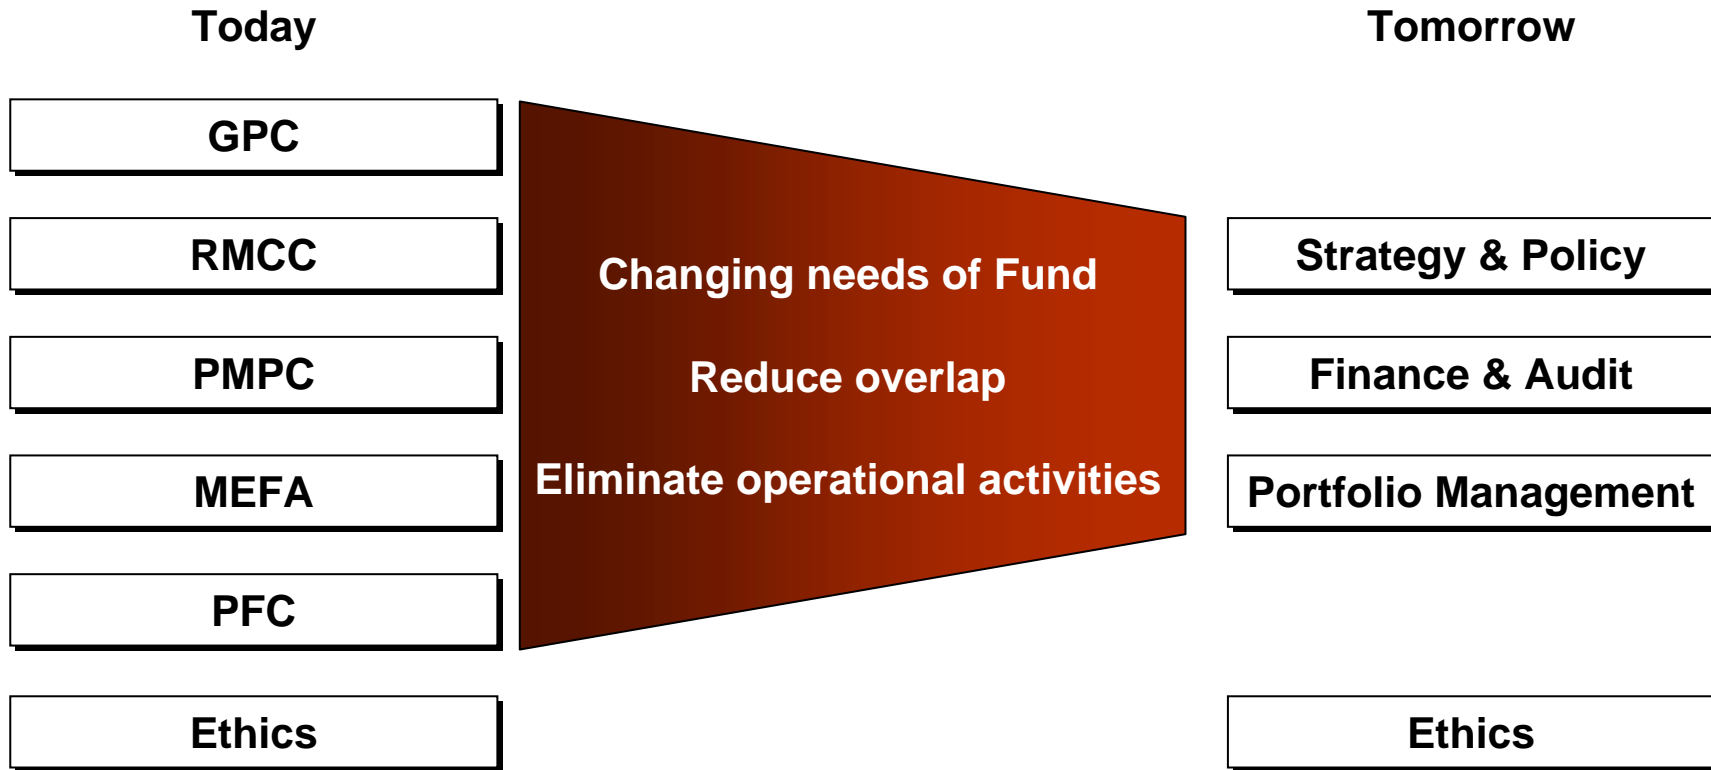 Today
Tomorrow
GPC
RMCC
PMPC
MEFA
PFC
Ethics
Changing needs of Fund
Reduce overlap
Eliminate operational activities
Strategy & Policy
Finance & Audit
Portfolio Management
Ethics